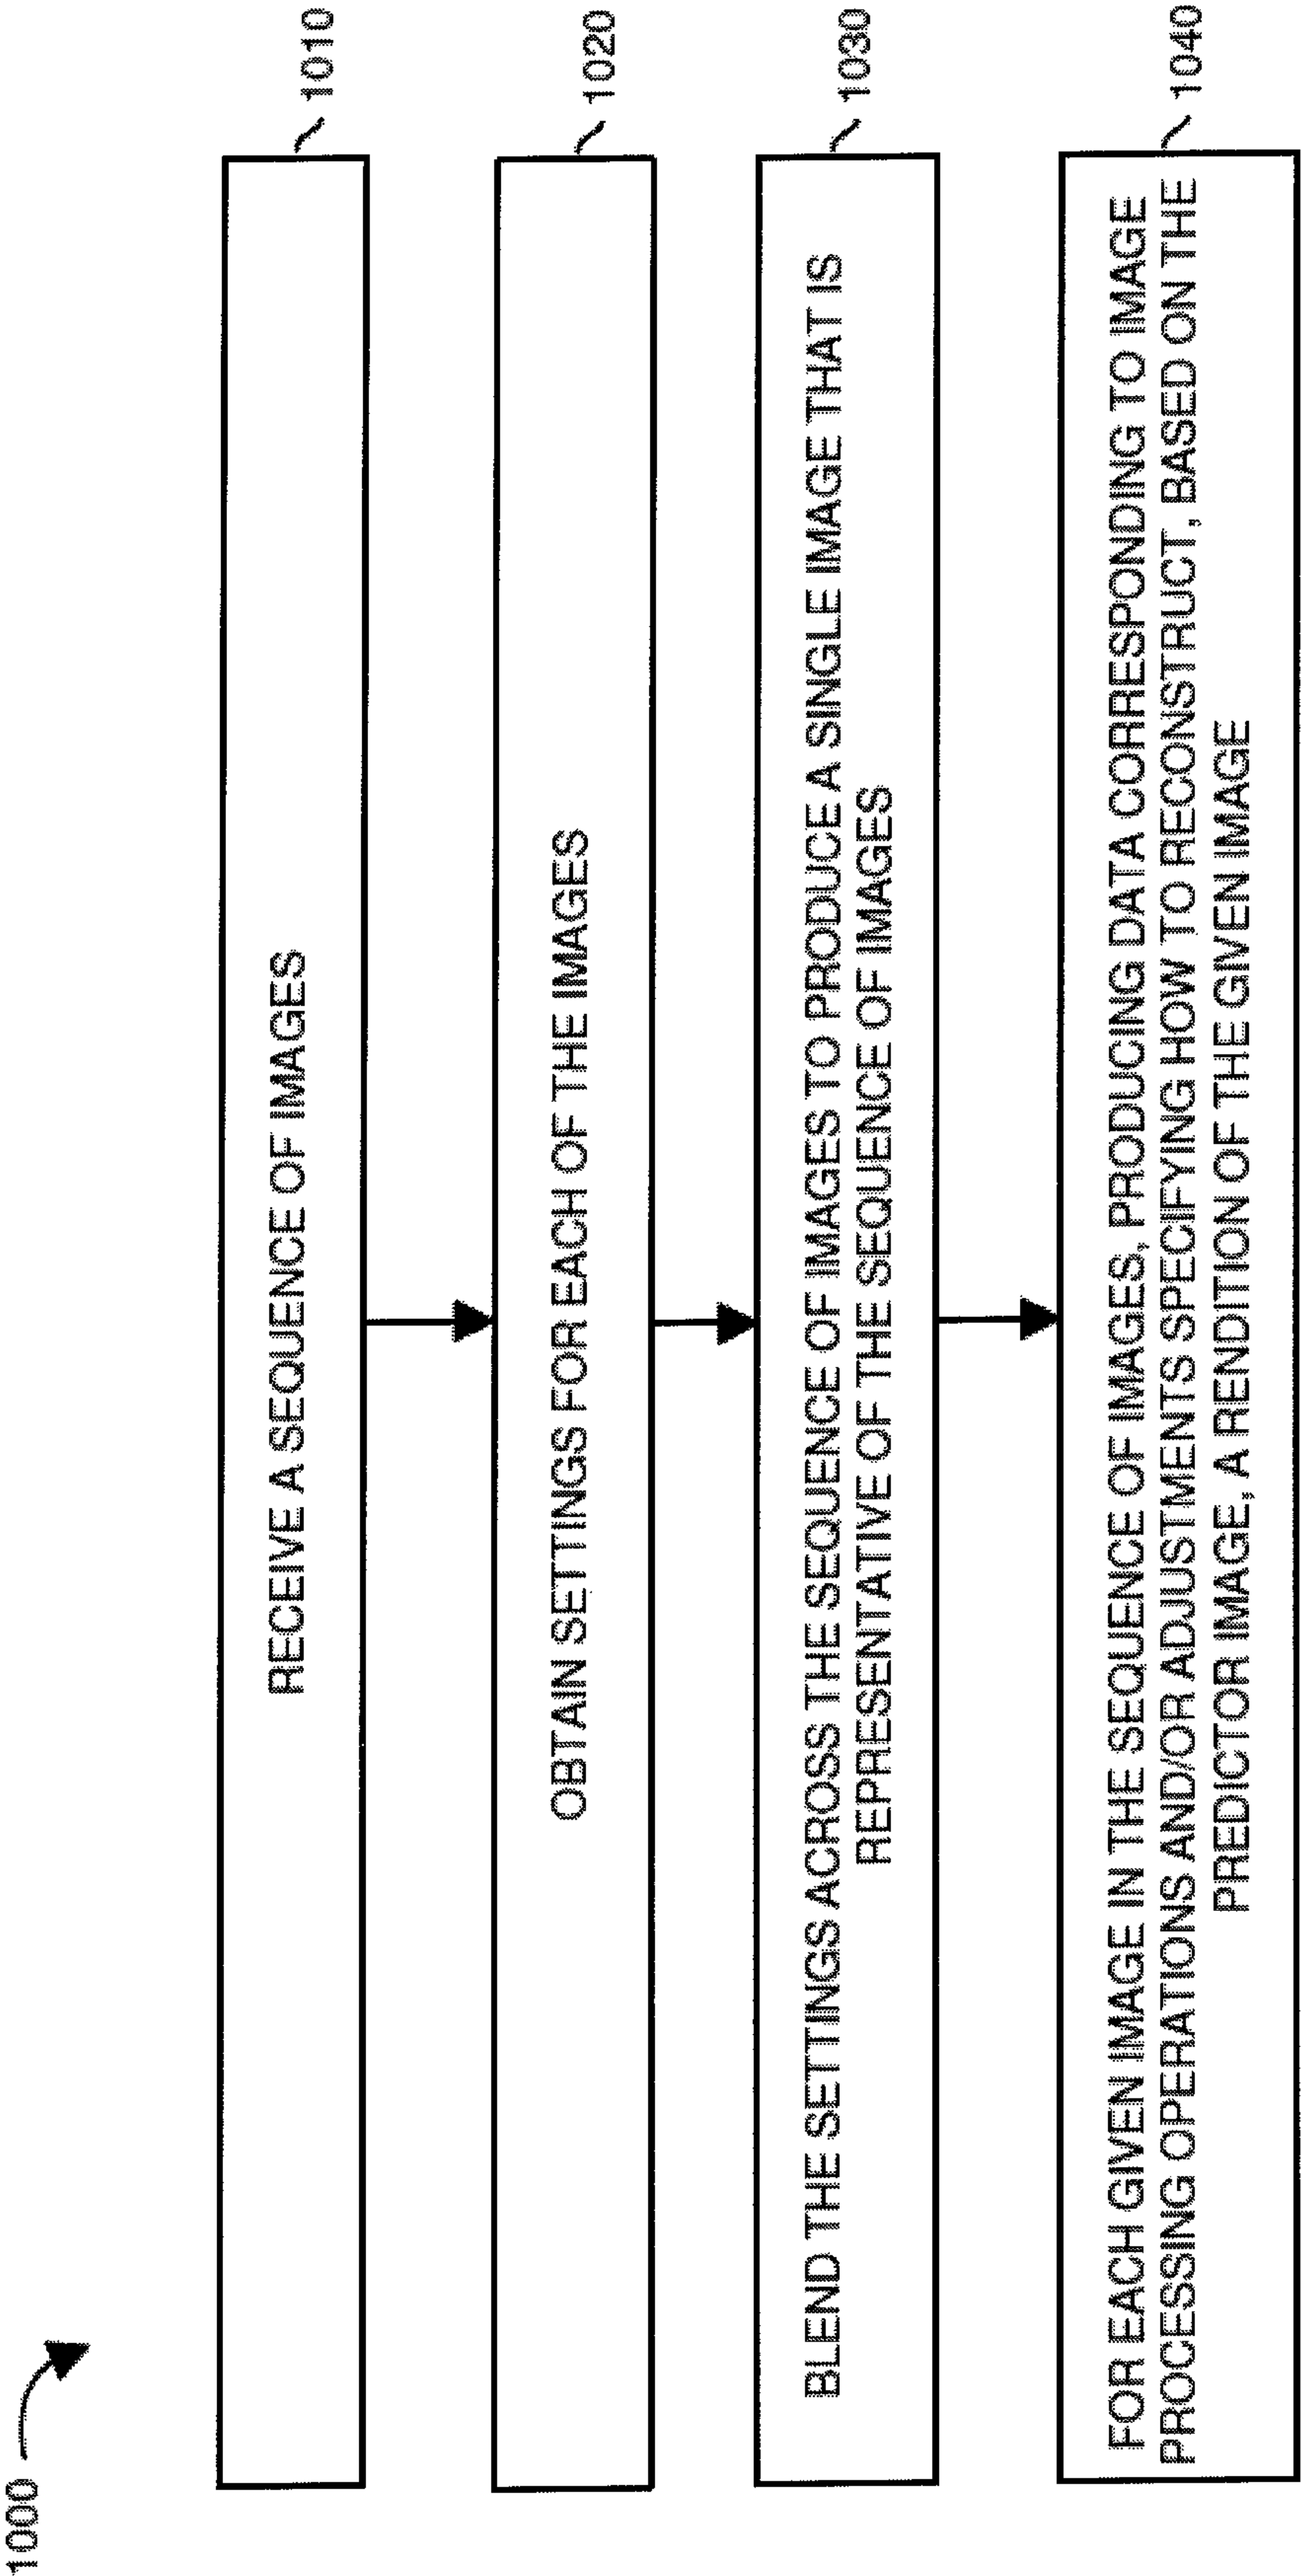 1000
RECEIVE A SEQUENCE OF IMAGES
1010
OBTAIN SETTINGS FOR EACH OF THE IMAGES
1020
BLEND THE SETTINGS ACROSS THE SEQUENCE OF IMAGES TO PRODUCE A SINGLE IMAGE THAT IS
REPRESENTATIVE OF THE SEQUENCE OF IMAGES
1030
FOR EACH GIVEN IMAGE IN THE SEQUENCE OF IMAGES, PRODUCING DATA CORRESPONDING TO IMAGE
PROCESSING OPERATIONS AND/OR ADJUSTMENTS SPECIFYING HOW TO RECONSTRUCT, BASED ON THE
PREDICTOR IMAGE, A RENDITION OF THE GIVEN IMAGE
1040